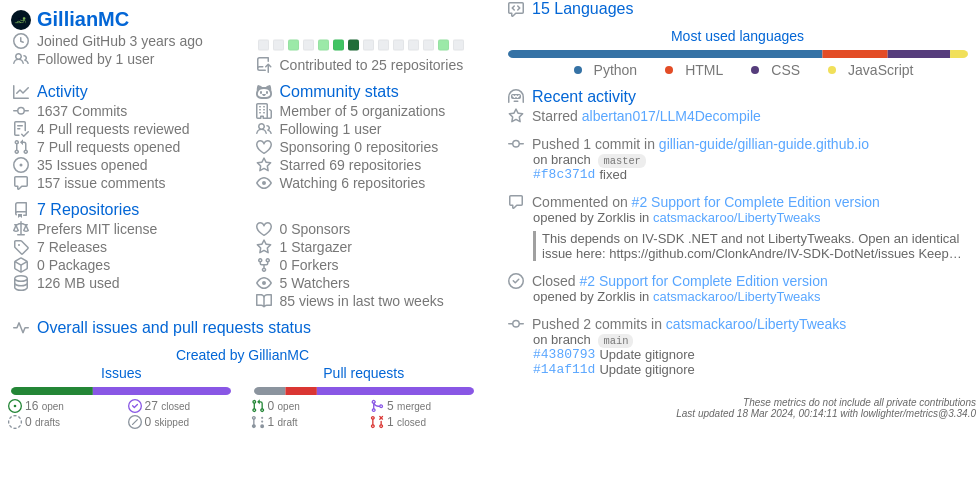 GillianMC
Joined GitHub 3 years ago
Followed by 1 user
Contributed to 25 repositories
Activity
1637 Commits
4 Pull requests reviewed
7 Pull requests opened
35 Issues opened
157 issue comments
Community stats
Member of 5 organizations
Following 1 user
Sponsoring 0 repositories
Starred 69 repositories
Watching 6 repositories
7 Repositories
Prefers MIT license
7 Releases
0 Packages
126 MB used
0 Sponsors
1 Stargazer
0 Forkers
5 Watchers
85 views in last two weeks
Overall issues and pull requests status
Created by GillianMC
Issues
16 open
27 closed
0 drafts
0 skipped
Pull requests
0 open
5 merged
1 draft
1 closed
15 Languages
Most used languages
Python HTML CSS JavaScript
Recent activity
Starred albertan017/LLM4Decompile
Pushed 1 commit in gillian-guide/gillian-guide.github.io
on branch master
#f8c371d fixed
Commented on #2 Support for Complete Edition version
opened by Zorklis in catsmackaroo/LibertyTweaks
This depends on IV-SDK .NET and not LibertyTweaks. Open an identical
issue here: https://github.com/ClonkAndre/IV-SDK-DotNet/issues Keep…
Closed #2 Support for Complete Edition version
opened by Zorklis in catsmackaroo/LibertyTweaks
Pushed 2 commits in catsmackaroo/LibertyTweaks
on branch main
#4380793 Update gitignore
#14af11d Update gitignore
These metrics do not include all private contributions
Last updated 18 Mar 2024, 00:14:11 with lowlighter/metrics@3.34.0